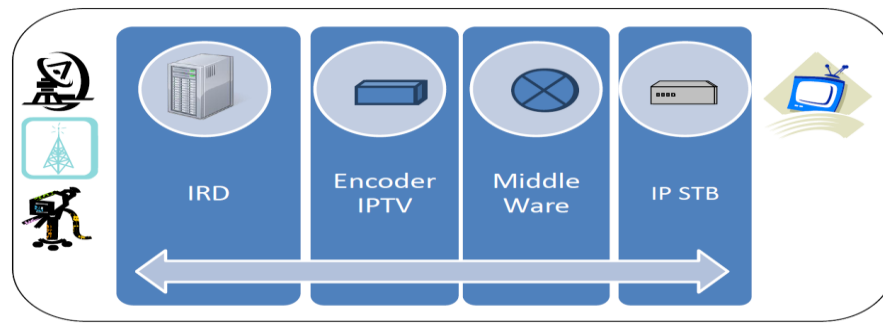 IRD
Encoder
IPTV
Middle
Ware
IP STB